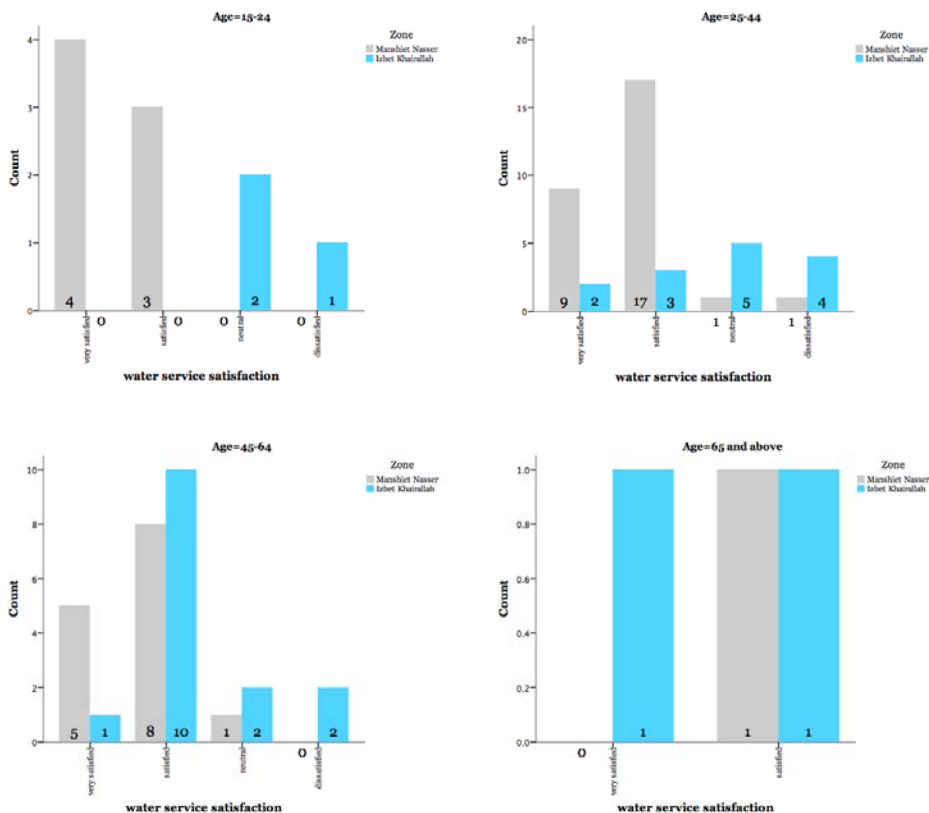 Age=15-24
Zone
Manshiet Nasser
Izbet Khairallah
Count
4
3
2
1
0
4 0 3 0 0 2 0 1
very satisfied
satisfied
neutral
dissatisfied
water service satisfaction
Age=25-44
Zone
Manshiet Nasser
Izbet Khairallah
Count
20
15
10
5
0
9 2 17 3 1 5 1 4
very satisfied
satisfied
neutral
dissatisfied
water service satisfaction
Age=45-64
Zone
Manshiet Nasser
Izbet Khairallah
Count
10
8
6
4
2
0
5 1 8 10 1 2 0 2
very satisfied
satisfied
neutral
dissatisfied
water service satisfaction
Age=65 and above
Zone
Manshiet Nasser
Izbet Khairallah
Count
1.0
0.8
0.6
0.4
0.2
0.0
0 1 1 1
very satisfied
satisfied
water service satisfaction